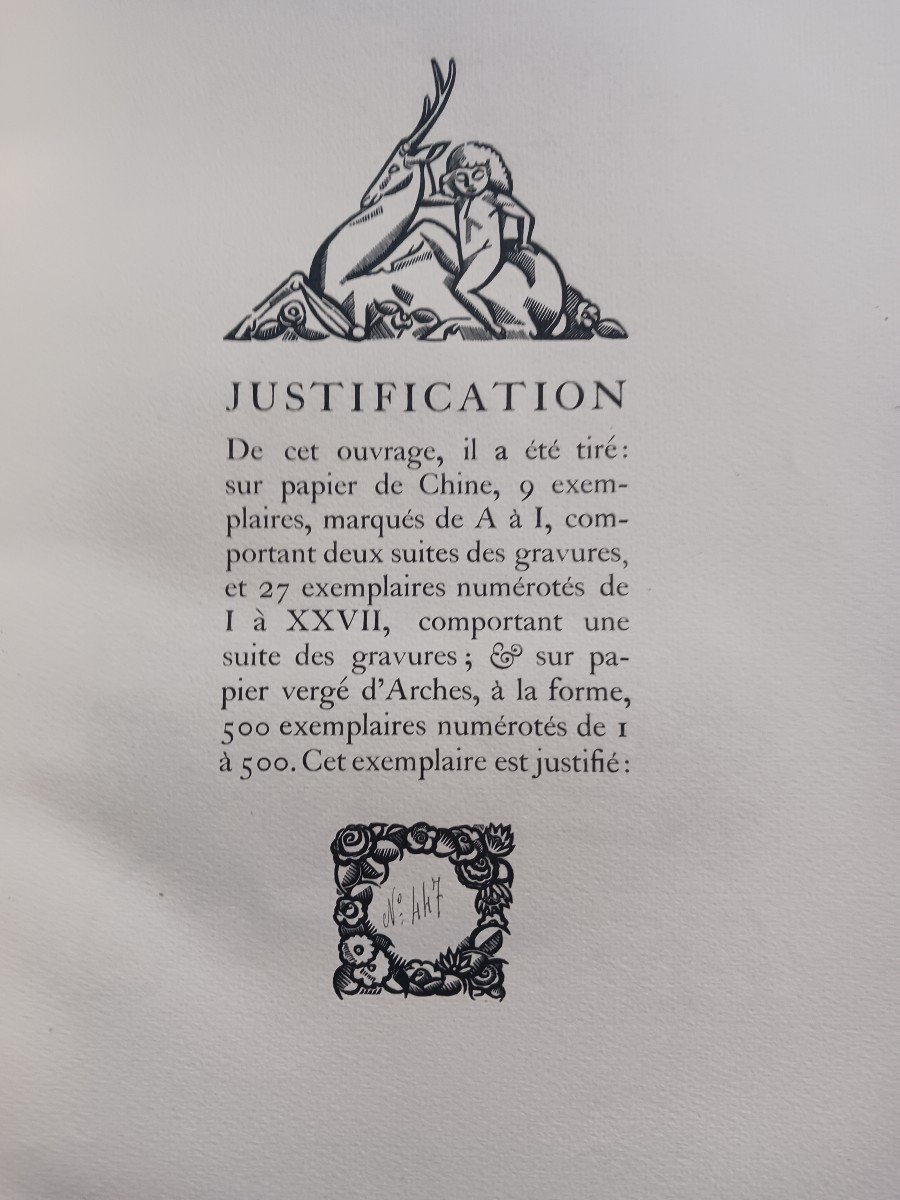 JUSTIFICATION
De cet ouvrage, il a été tiré:
sur papier de Chine, 9 exem-
plaires, marqués de A à I, com-
portant deux suites des gravures,
et 27 exemplaires numérotés de
I à XXVII, comportant une
suite des gravures; & sur pa-
pier vergé d'Arches, à la forme,
500 exemplaires numérotés de 1
à 500. Cet exemplaire est justifié:
No: 447